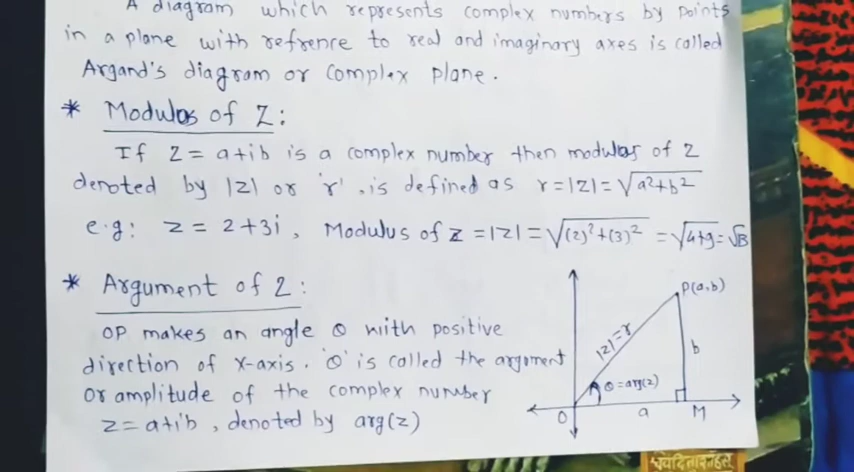 A diagram which represents complex numbers by points
in a plane with refrence to real and imaginary axes is called
Argand's diagram or complex plane.
* Modulas of Z:
If Z = a+ib is a complex number then modulas of Z
denoted by |z| or 'r', is defined as r = |z| = √a²+b²
e.g: z = 2+3i, Modulus of z = |z| = √(2)²+(3)² = √4+9 = √13
* Argument of Z:
OP makes an angle θ with positive
direction of x-axis. 'θ' is called the argument
or amplitude of the complex number
z = a+ib, denoted by arg(z)
P(a,b)
|z|=r
b
θ=arg(z)
O a M